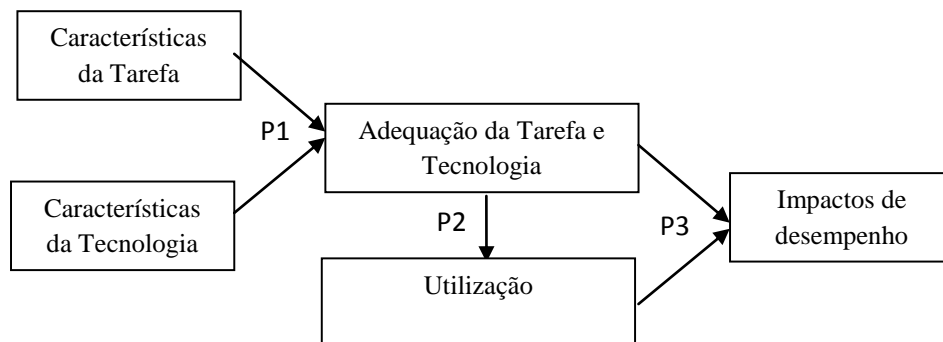 Características
da Tarefa
P1
Adequação da Tarefa e
Tecnologia
Características
da Tecnologia
P2
P3
Impactos de
desempenho
Utilização